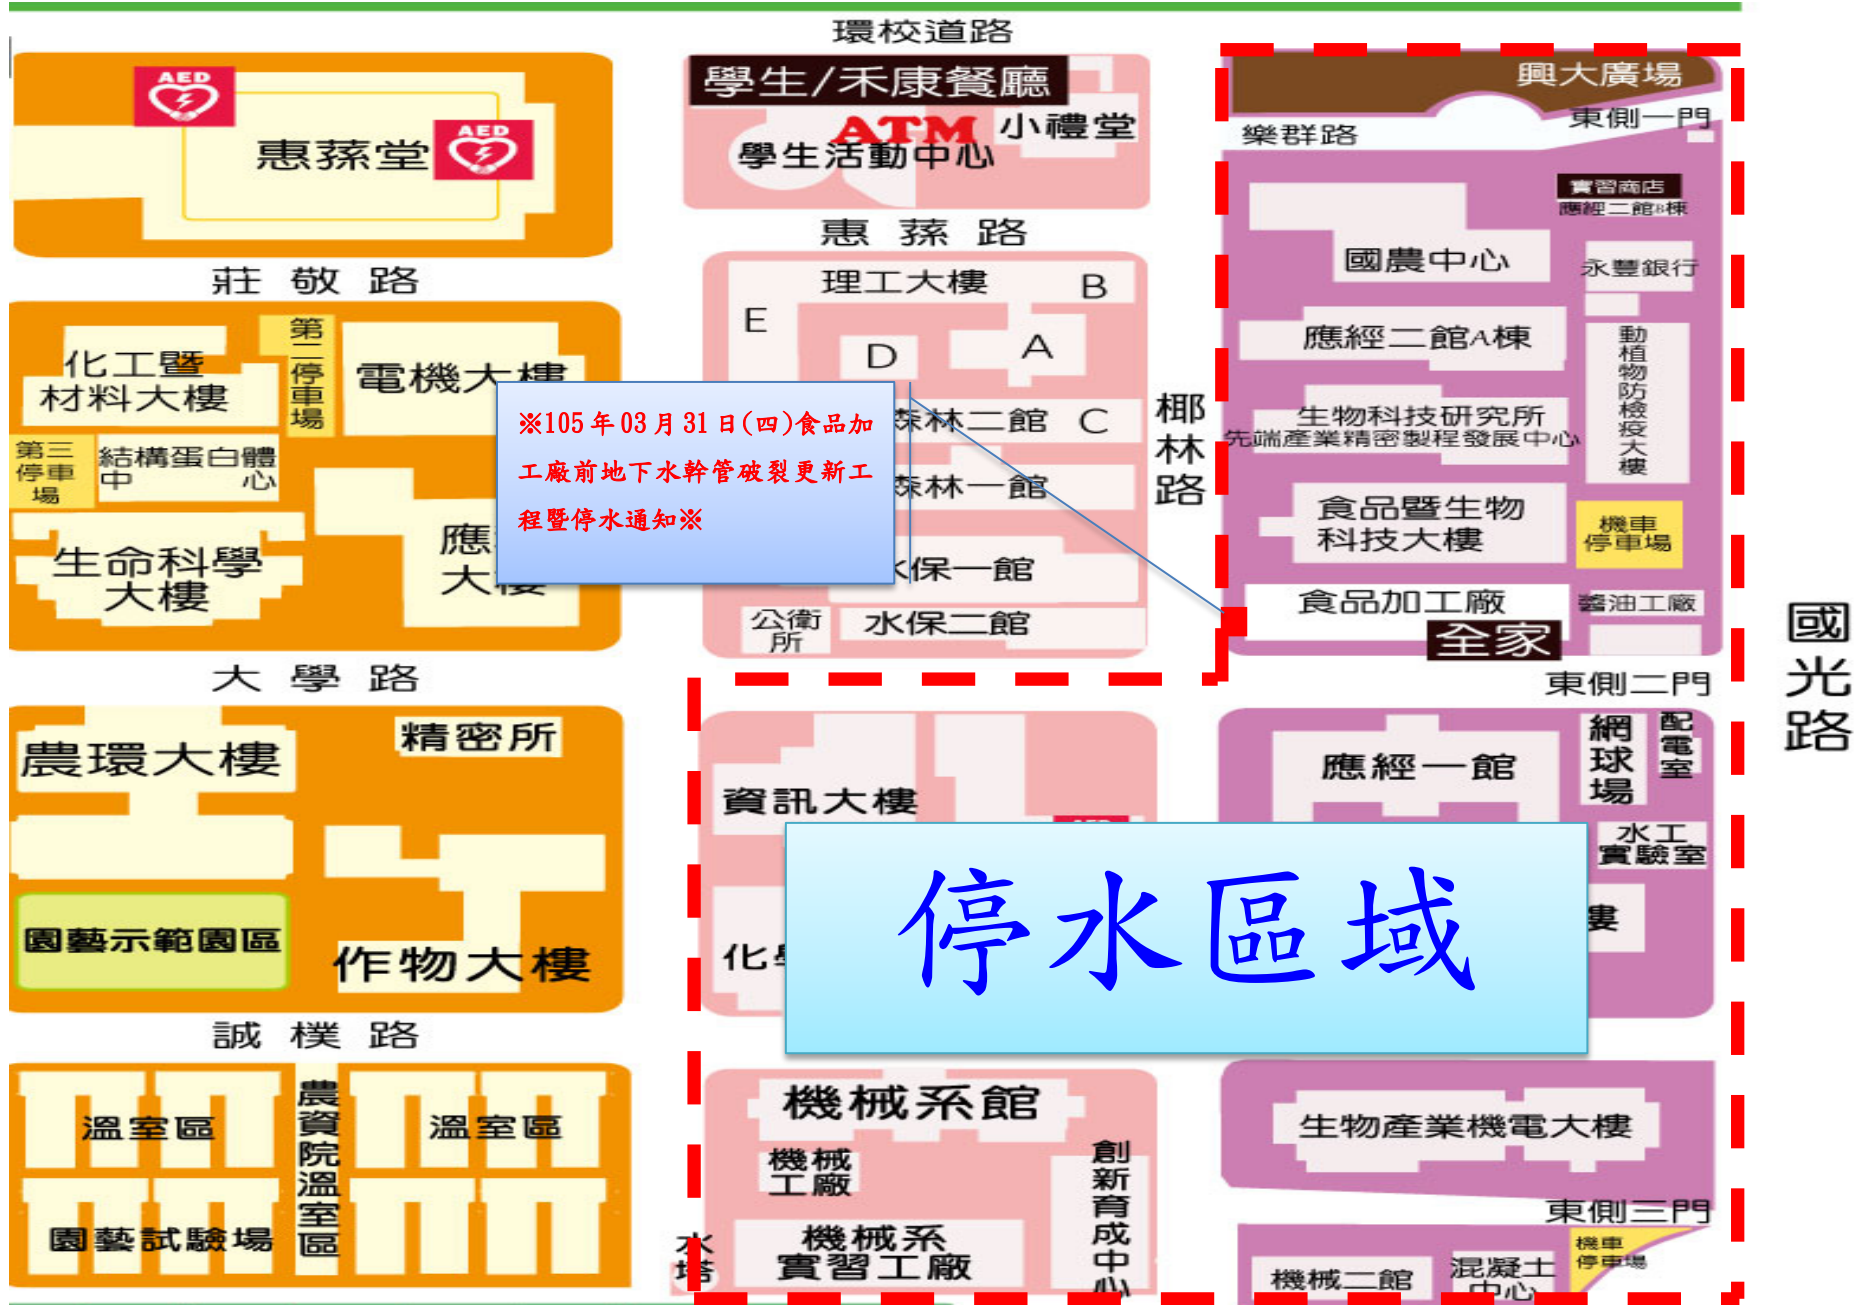 環校道路
AED
惠蓀堂
AED
學生/禾康餐廳
ATM
小禮堂
學生活動中心
興大廣場
東側一門
樂群路
實習商店
應經二館B棟
國農中心
永豐銀行
莊敬路
惠蓀路
理工大樓
B
E
A
D
化工暨
材料大樓
第二停車場
電機大樓
應經二館A棟
動植物防檢疫大樓
※105年03月31日(四)食品加
工廠前地下水幹管破裂更新工
程暨停水通知※
森林二館
C
椰林路
生物科技研究所
先端產業精密製程發展中心
第三
停車
場
結構蛋白體
中心
森林一館
食品暨生物
科技大樓
機車
停車場
生命科學
大樓
應
大樓
水保一館
食品加工廠
醬油工廠
公衛
所
水保二館
全家
國光路
大學路
東側二門
農環大樓
精密所
資訊大樓
應經一館
網球場
配電室
水工
實驗室
停水區域
園藝示範園區
作物大樓
化
誠樸路
溫室區
農資院溫室區
溫室區
機械系館
生物產業機電大樓
機械
工廠
創新育成中心
園藝試驗場
水塔
機械系
實習工廠
東側三門
機車
停車場
機械二館
混凝土
中心